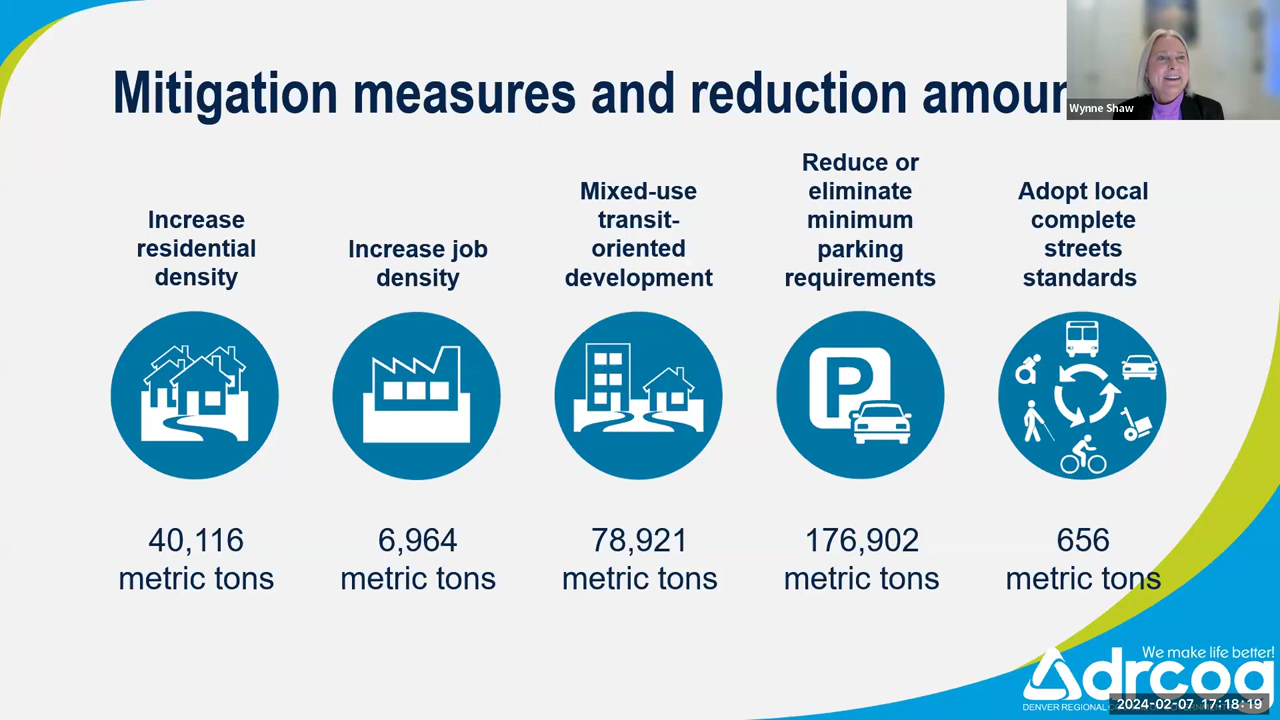 Mitigation measures and reduction
Wynne Shaw
Increase
residential
density
Increase job
density
Mixed-use
transit-
oriented
development
Reduce or
eliminate
minimum
parking
requirements
Adopt local
complete
streets
standards
P
40,116
metric tons
6,964
metric tons
78,921
metric tons
176,902
metric tons
656
metric tons
We make life better!
drcog
DENVER REGIONAL
2024-02-07 17:18:19